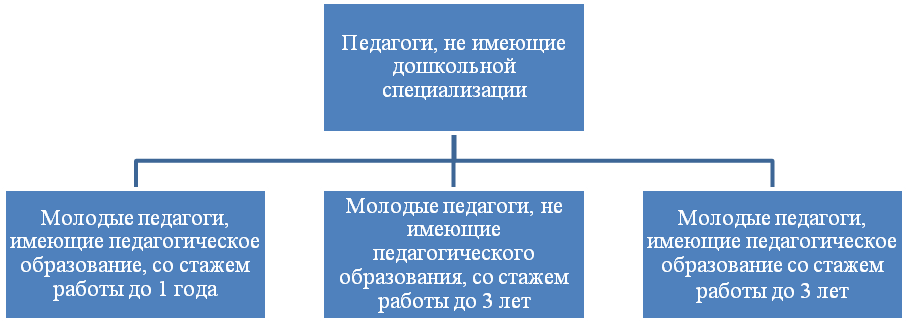 Педагоги, не имеющие
дошкольной
специализации
Молодые педагоги,
имеющие педагогическое
образование, со стажем
работы до 1 года
Молодые педагоги, не
имеющие
педагогического
образования, со стажем
работы до 3 лет
Молодые педагоги,
имеющие педагогическое
образование со стажем
работы до 3 лет